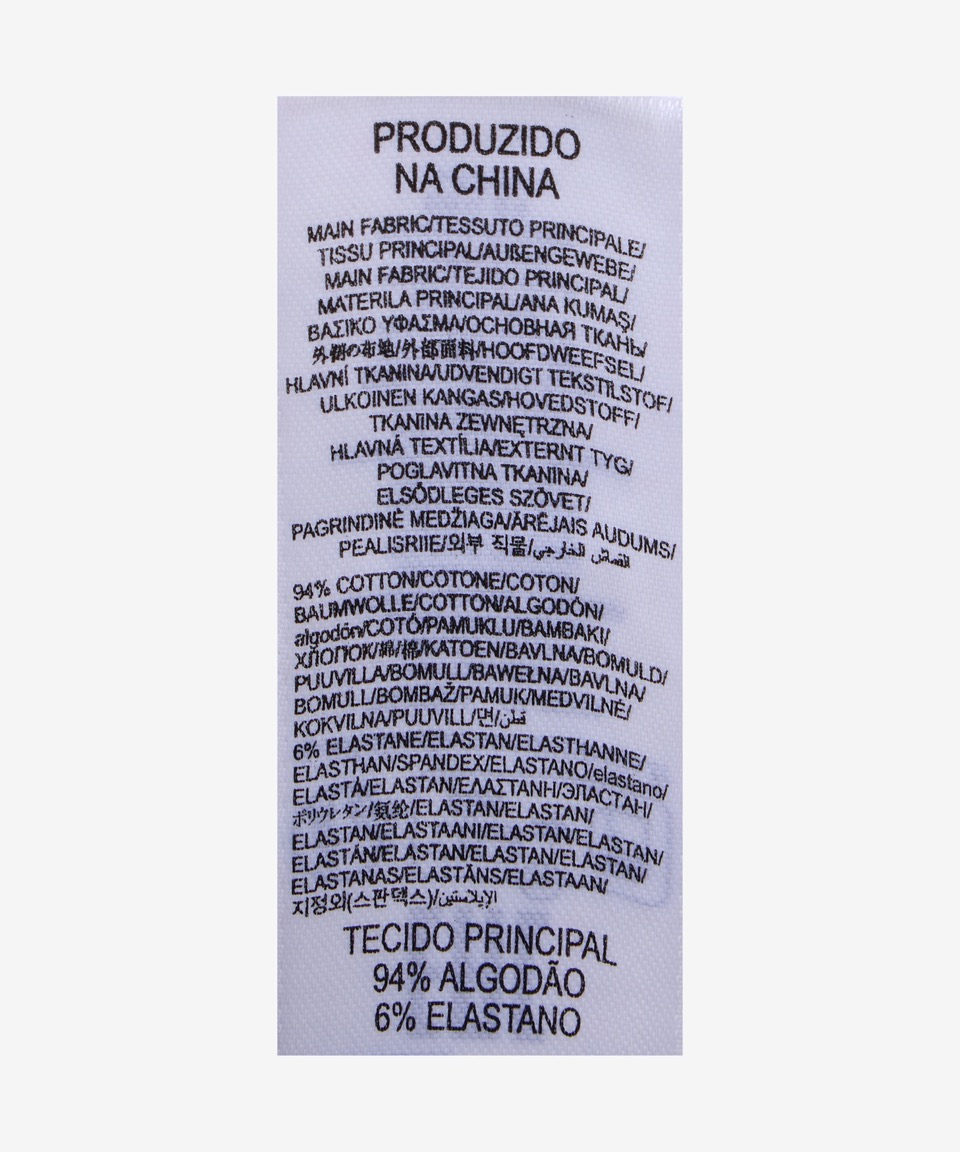 PRODUZIDO
NA CHINA
MAIN FABRIC/TESSUTO PRINCIPALE/
TISSU PRINCIPAL/AUßENGEWEBE/
MAIN FABRIC/TEJIDO PRINCIPAL/
MATERILA PRINCIPAL/ANA KUMAŞ/
ΒΑΣΙΚΟ ΥΦΑΣΜΑ/ОСНОВНАЯ ТКАНЬ/
外側の布地/外部面料/HOOFDWEEFSEL/
HLAVNÍ TKANINA/UDVENDIGT TEKSTILSTOF/
ULKOINEN KANGAS/HOVEDSTOFF/
TKANINA ZEWNĘTRZNA/
HLAVNÁ TEXTÍLIA/EXTERNT TYG/
POGLAVITNA TKANINA/
ELSŐDLEGES SZÖVET/
PAGRINDINĖ MEDŽIAGA/ĀRĒJAIS AUDUMS/
PEALISRIIE/외부 직물/القماش الخارجي
94% COTTON/COTONE/COTON/
BAUMWOLLE/COTTON/ALGODÓN/
algodón/COTÓ/PAMUKLU/BAMBAKI/
ХЛОПОК/綿/棉/KATOEN/BAVLNA/BOMULD/
PUUVILLA/BOMULL/BAWEŁNA/BAVLNA/
BOMULL/BOMBAŽ/PAMUK/MEDVILNĖ/
KOKVILNA/PUUVILL/면/قطن
6% ELASTANE/ELASTAN/ELASTHANNE/
ELASTHAN/SPANDEX/ELASTANO/elastano/
ELASTÀ/ELASTAN/ΕΛΑΣΤΑΝΗ/ЭЛАСТАН/
ポリウレタン/氨纶/ELASTAN/ELASTAN/
ELASTAN/ELASTAANI/ELASTAN/ELASTAN/
ELASTÁN/ELASTAN/ELASTAN/ELASTAN/
ELASTANAS/ELASTĀNS/ELASTAAN/
지정외(스판덱스)/الإيلاستين
TECIDO PRINCIPAL
94% ALGODÃO
6% ELASTANO